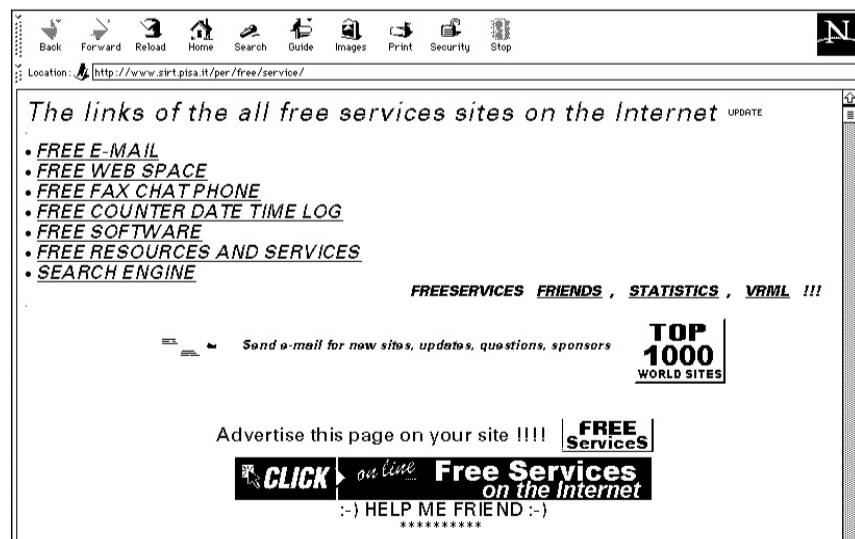 Back Forward Reload Home Search Guide Images Print Security Stop
N
Location: http://www.sirt.pisa.it/per/free/service/
The links of the all free services sites on the Internet UPDATE
• FREE E-MAIL
• FREE WEB SPACE
• FREE FAX CHAT PHONE
• FREE COUNTER DATE TIME LOG
• FREE SOFTWARE
• FREE RESOURCES AND SERVICES
• SEARCH ENGINE
FREESERVICES FRIENDS , STATISTICS , VRML !!!
Send e-mail for new sites, updates, questions, sponsors
TOP
1000
WORLD SITES
Advertise this page on your site !!!!
FREE
ServiceS
CLICK on line Free Services
on the Internet
:-) HELP ME FRIEND :-)
**********